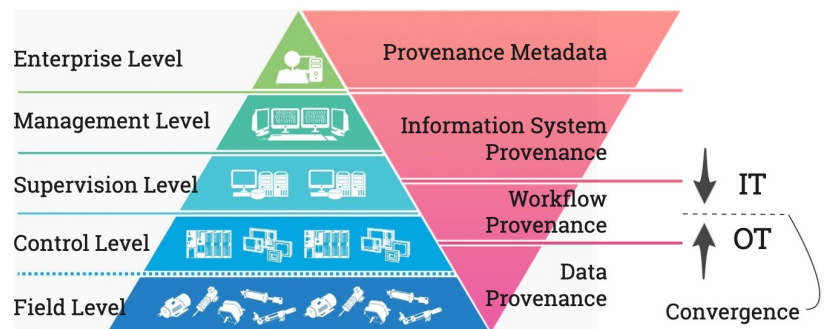 Enterprise Level
Provenance Metadata
Management Level
Information System
Provenance
Supervision Level
Workflow
Provenance
IT
Control Level
OT
Data
Provenance
Field Level
Convergence